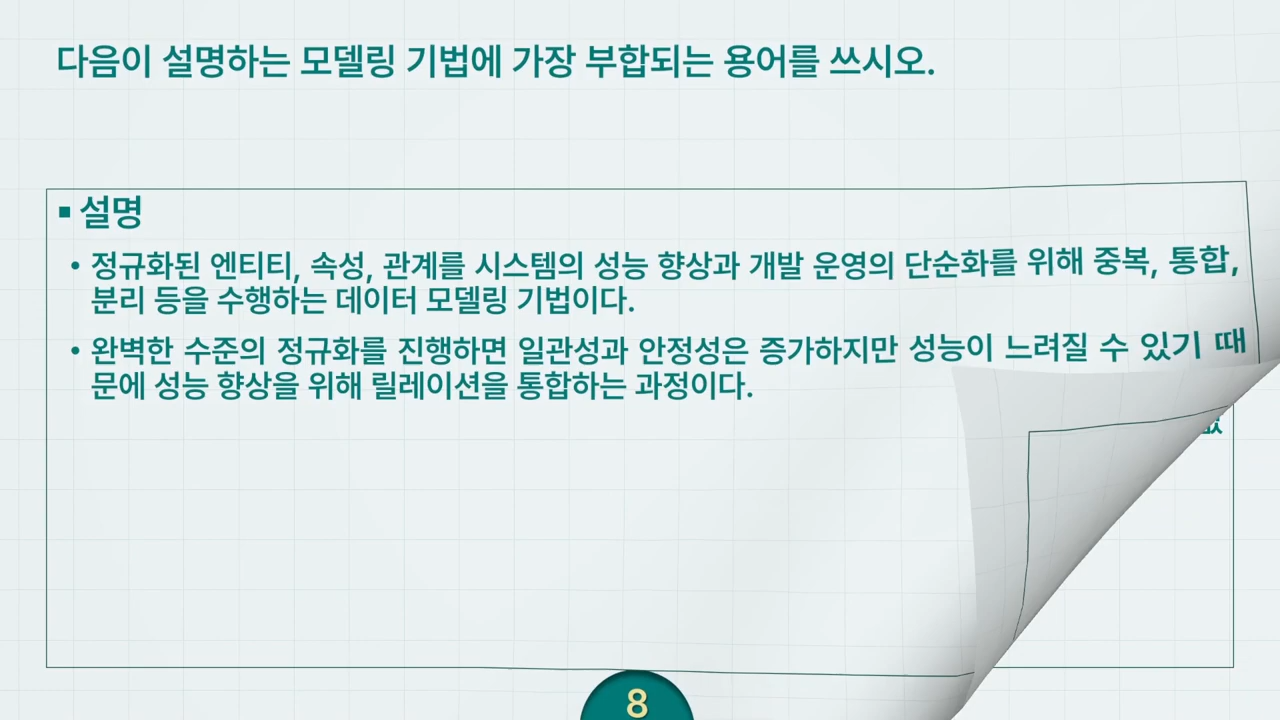 다음이 설명하는 모델링 기법에 가장 부합되는 용어를 쓰시오.
▪ 설명
• 정규화된 엔티티, 속성, 관계를 시스템의 성능 향상과 개발 운영의 단순화를 위해 중복, 통합,
분리 등을 수행하는 데이터 모델링 기법이다.
• 완벽한 수준의 정규화를 진행하면 일관성과 안정성은 증가하지만 성능이 느려질 수 있기 때
문에 성능 향상을 위해 릴레이션을 통합하는 과정이다.
8